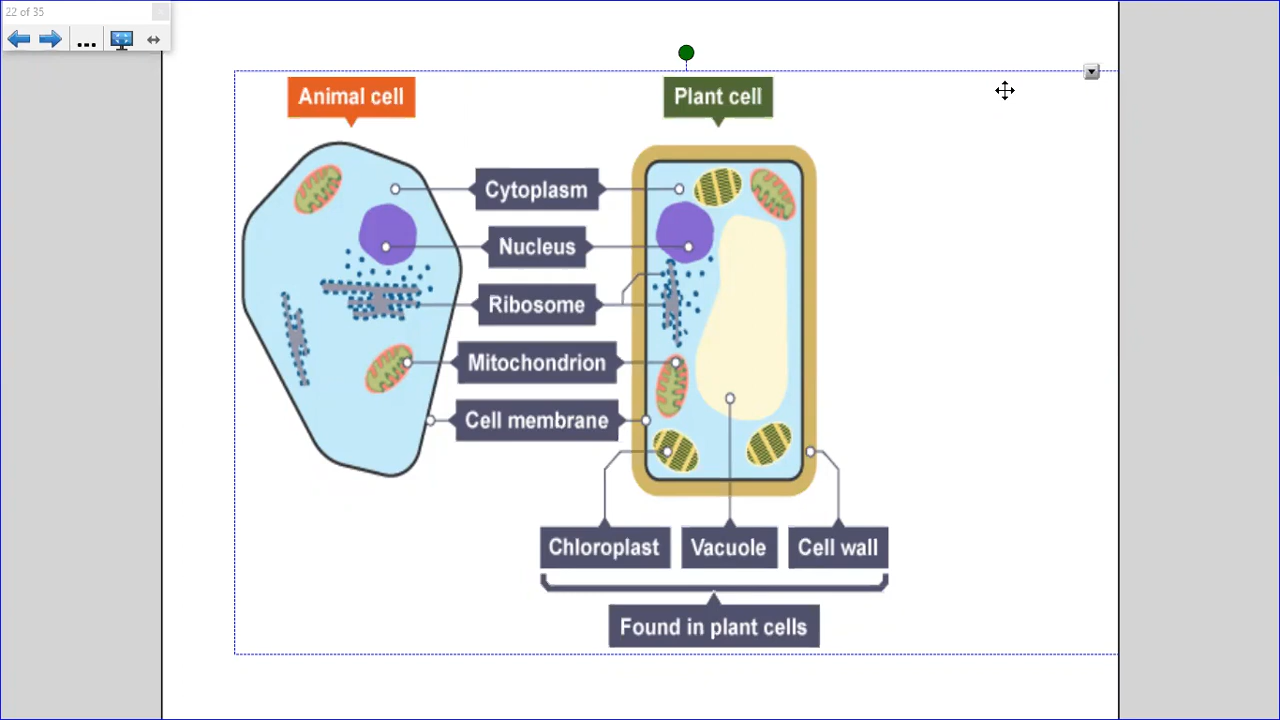 22 of 35
...
Animal cell
Plant cell
Cytoplasm
Nucleus
Ribosome
Mitochondrion
Cell membrane
Chloroplast
Vacuole
Cell wall
Found in plant cells